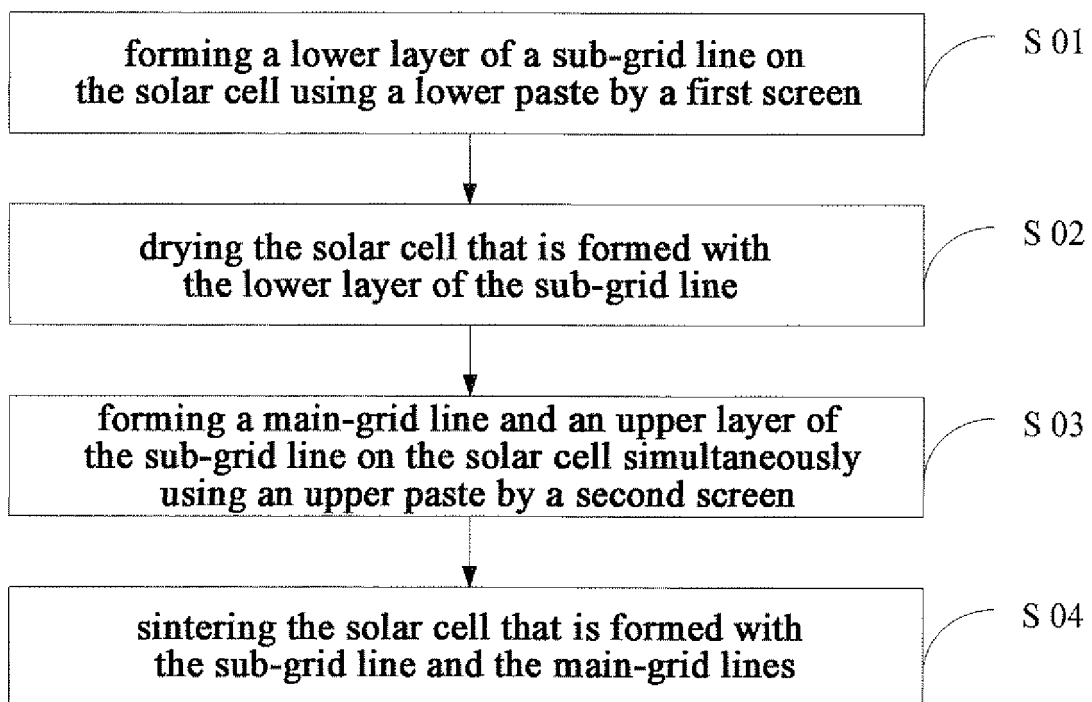 forming a lower layer of a sub-grid line on
the solar cell using a lower paste by a first screen
S 01
drying the solar cell that is formed with
the lower layer of the sub-grid line
S 02
forming a main-grid line and an upper layer of
the sub-grid line on the solar cell simultaneously
using an upper paste by a second screen
S 03
sintering the solar cell that is formed with
the sub-grid line and the main-grid lines
S 04